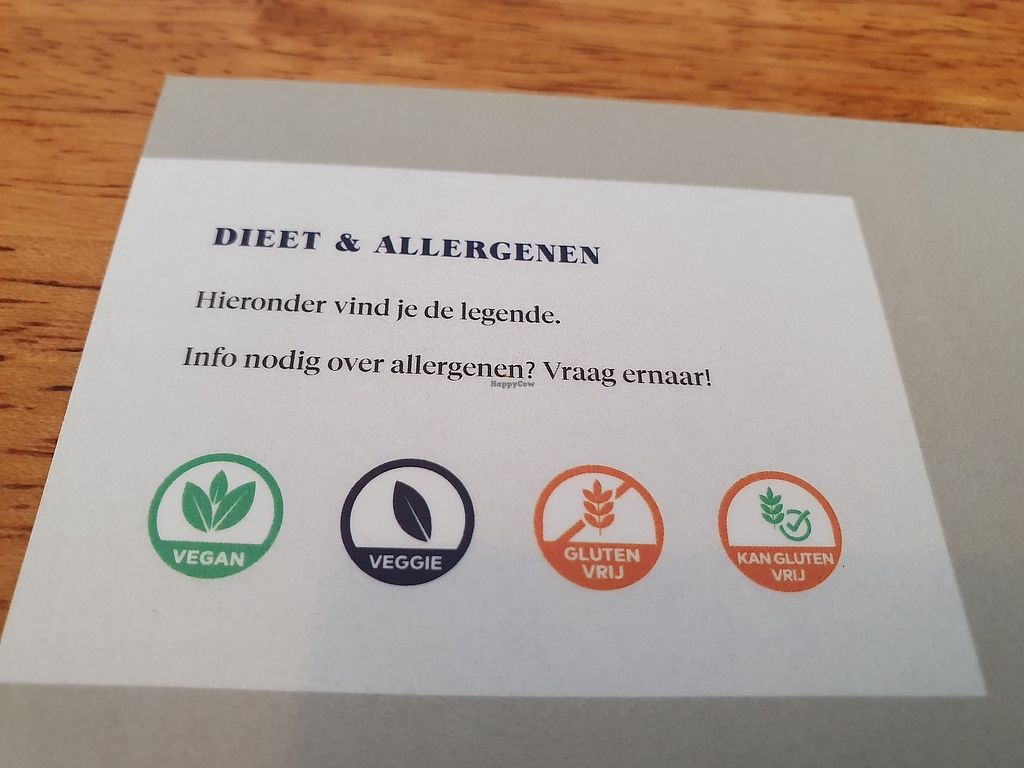 DIEET & ALLERGENEN
Hieronder vind je de legende.
Info nodig over allergenen? Vraag ernaar!
HappyCow
VEGAN
VEGGIE
GLUTEN
VRIJ
KAN GLUTEN
VRIJ